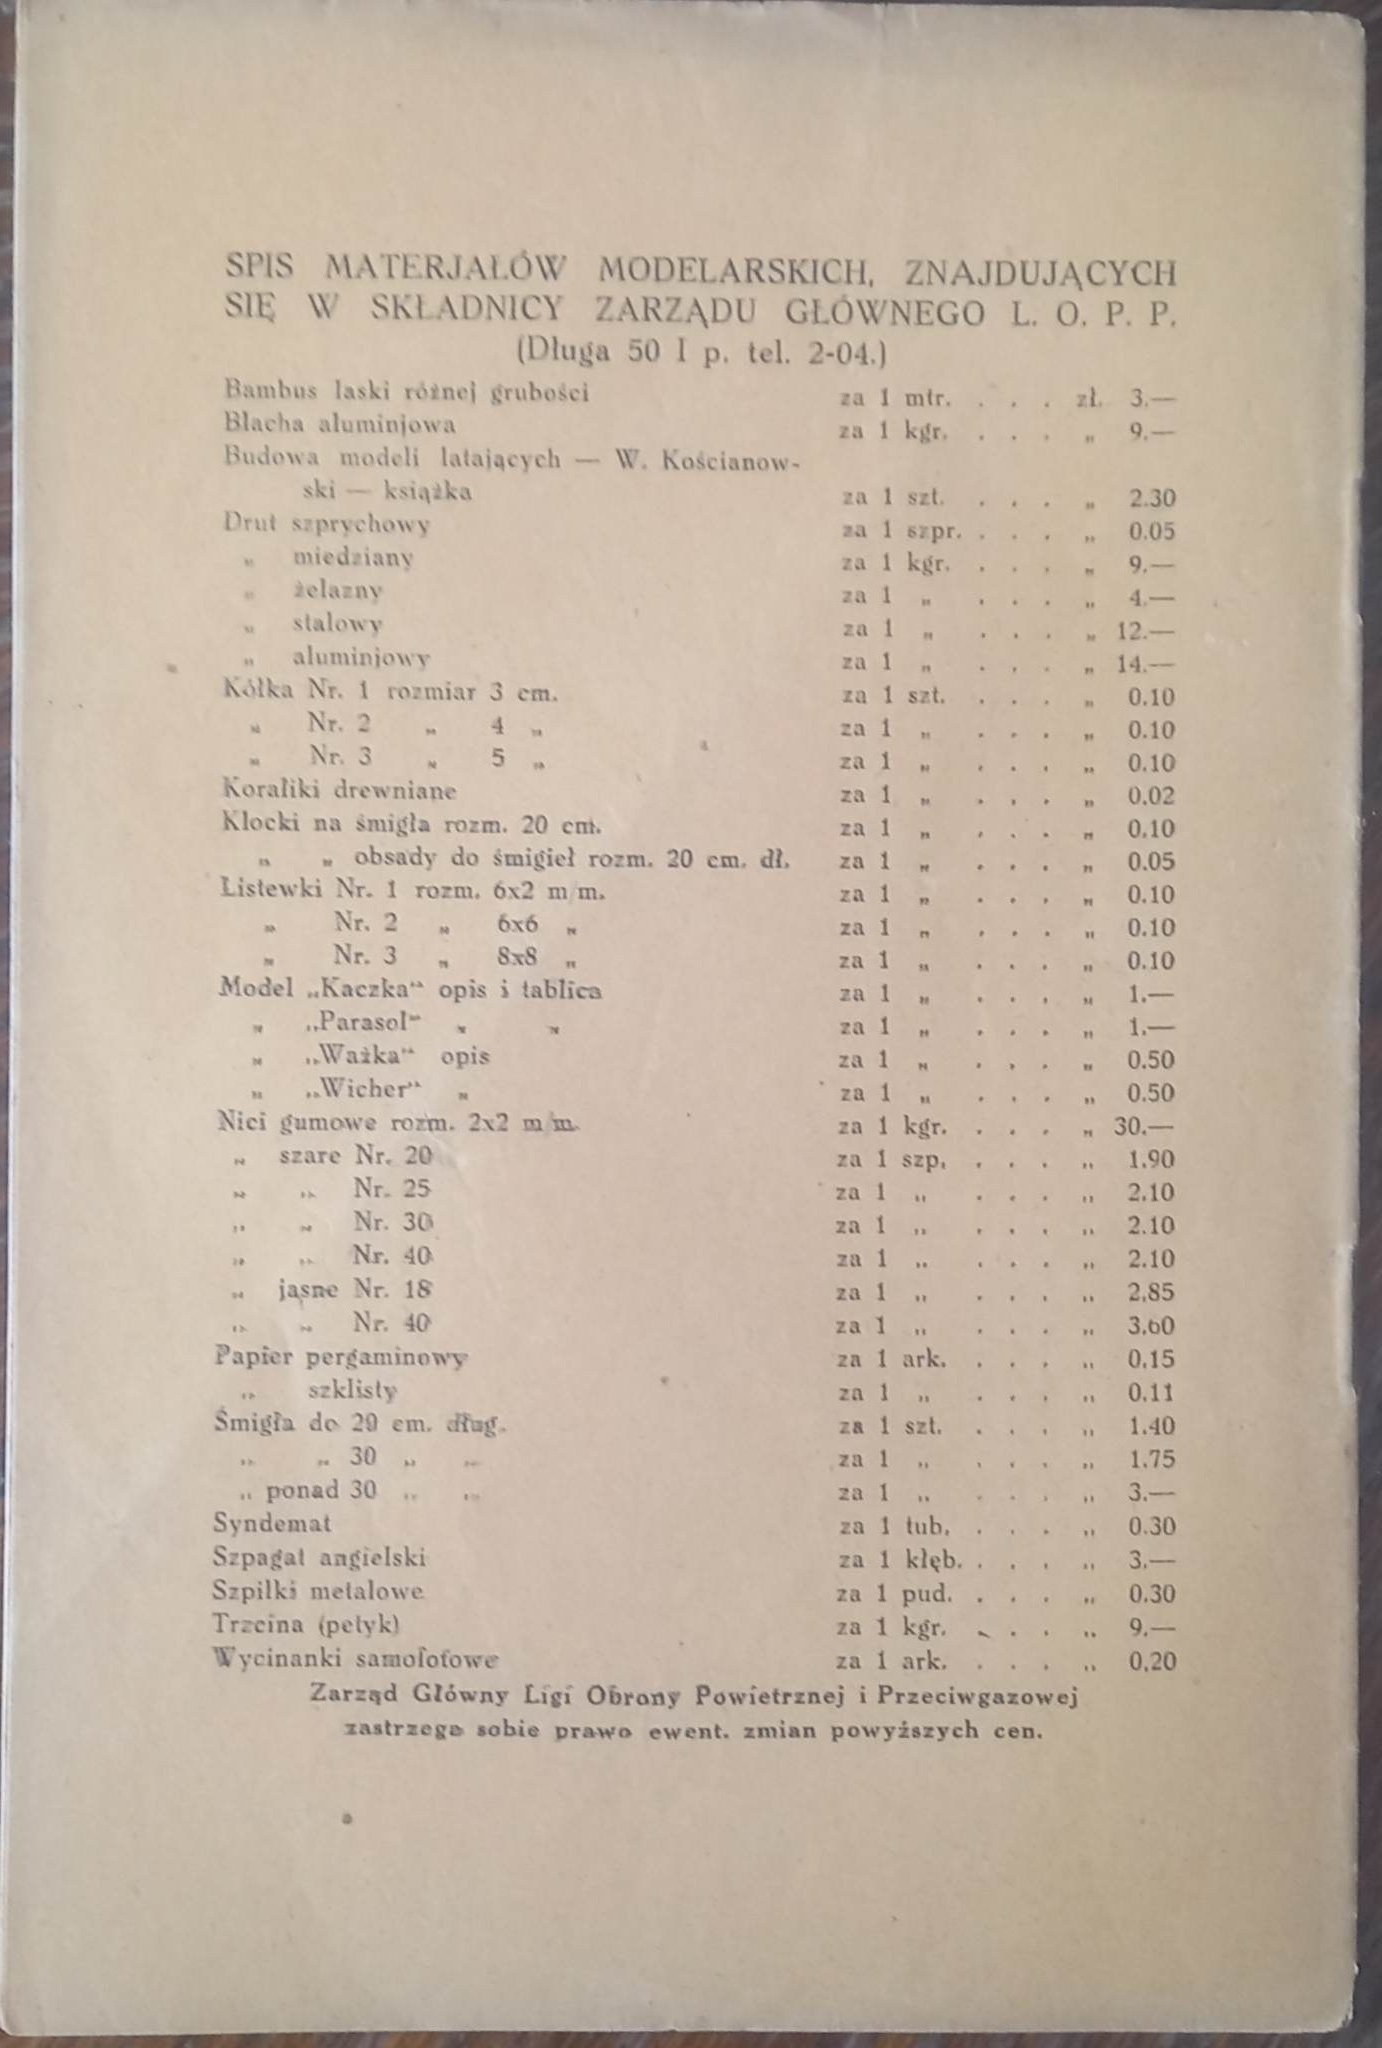 SPIS MATERJAŁÓW MODELARSKICH, ZNAJDUJĄCYCH
SIĘ W SKŁADNICY ZARZĄDU GŁÓWNEGO L. O. P. P.
(Długa 50 I p. tel. 2-04.)
Bambus laski różnej grubości za 1 mtr. . . . zł. 3.—
Blacha aluminjowa za 1 kgr. . . . „ 9.—
Budowa modeli latających — W. Kościanow-
ski — książka za 1 szt. . . . „ 2.30
Drut szprychowy za 1 szpr. . . . „ 0.05
„ miedziany za 1 kgr. . . . „ 9.—
„ żelazny za 1 „ . . . „ 4.—
„ stalowy za 1 „ . . . „ 12.—
„ aluminjowy za 1 „ . . . „ 14.—
Kółka Nr. 1 rozmiar 3 cm. za 1 szt. . . . „ 0.10
„ Nr. 2 „ 4 „ za 1 „ . . . „ 0.10
„ Nr. 3 „ 5 „ za 1 „ . . . „ 0.10
Koraliki drewniane za 1 „ . . . „ 0.02
Klocki na śmigła rozm. 20 cm. za 1 „ . . . „ 0.10
„ „ obsady do śmigieł rozm. 20 cm. dł. za 1 „ . . . „ 0.05
Listewki Nr. 1 rozm. 6x2 m/m. za 1 „ . . . „ 0.10
„ Nr. 2 „ 6x6 „ za 1 „ . . . „ 0.10
„ Nr. 3 „ 8x8 „ za 1 „ . . . „ 0.10
Model „Kaczka“ opis i tablica za 1 „ . . . „ 1.—
„ „Parasol“ „ „ za 1 „ . . . „ 1.—
„ „Ważka“ opis za 1 „ . . . „ 0.50
„ „Wicher“ „ za 1 „ . . . „ 0.50
Nici gumowe rozm. 2x2 m/m. za 1 kgr. . . . „ 30.—
„ szare Nr. 20 za 1 szp. . . . „ 1.90
„ „ Nr. 25 za 1 „ . . . „ 2.10
„ „ Nr. 30 za 1 „ . . . „ 2.10
„ „ Nr. 40 za 1 „ . . . „ 2.10
„ jasne Nr. 18 za 1 „ . . . „ 2.85
„ „ Nr. 40 za 1 „ . . . „ 3.60
Papier pergaminowy za 1 ark. . . . „ 0.15
„ szklisty za 1 „ . . . „ 0.11
Śmigła do 20 cm. dług. za 1 szt. . . . „ 1.40
„ „ 30 „ „ za 1 „ . . . „ 1.75
„ ponad 30 „ „ za 1 „ . . . „ 3.—
Syndemat za 1 tub. . . . „ 0.30
Szpagat angielski za 1 kłęb. . . . „ 3.—
Szpilki metalowe za 1 pud. . . . „ 0.30
Trzcina (petyk) za 1 kgr. . . . „ 9.—
Wycinanki samolotowe za 1 ark. . . . „ 0.20
Zarząd Główny Ligi Obrony Powietrznej i Przeciwgazowej
zastrzega sobie prawo ewent. zmian powyższych cen.